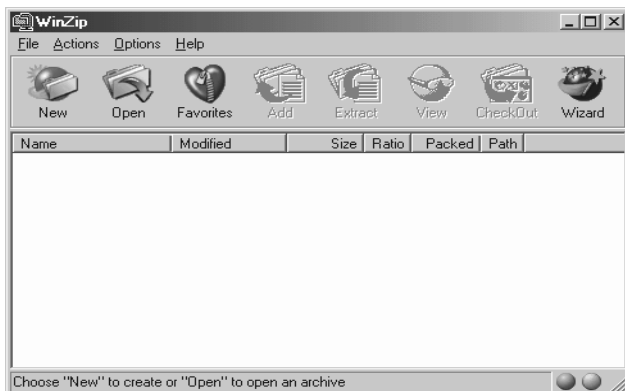 WinZip
File Actions Options Help
New Open Favorites Add Extract View CheckOut Wizard
Name Modified Size Ratio Packed Path
Choose "New" to create or "Open" to open an archive